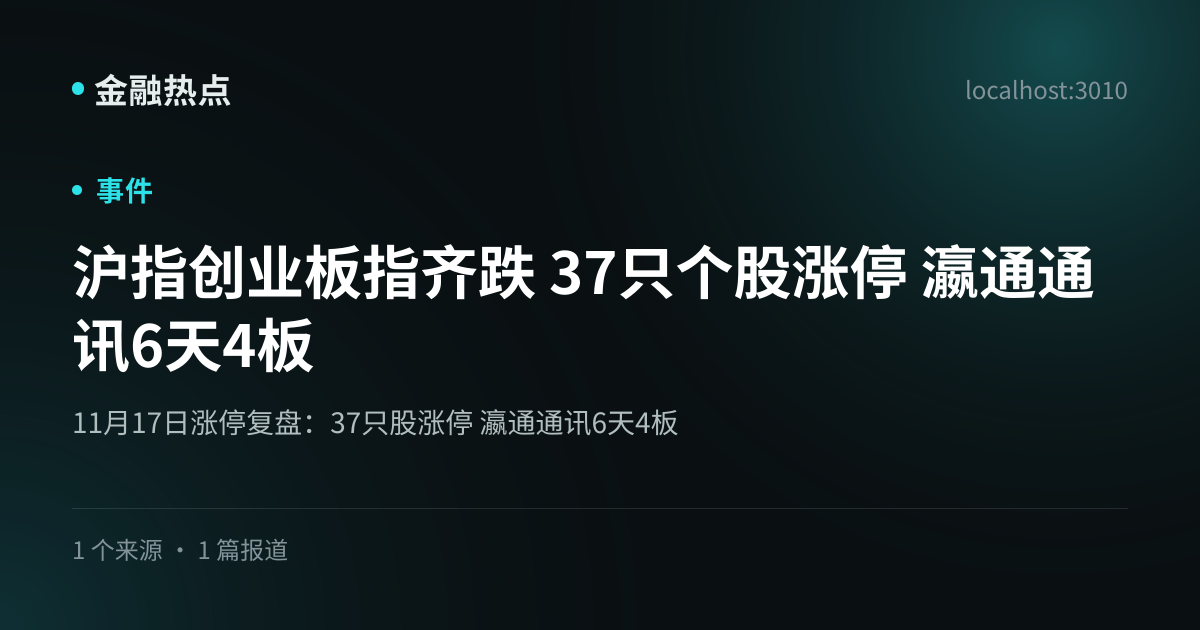 金融热点
localhost:3010
事件
沪指创业板指齐跌 37只个股涨停 瀛通通
讯6天4板
11月17日涨停复盘：37只股涨停 瀛通通讯6天4板
1 个来源 · 1 篇报道